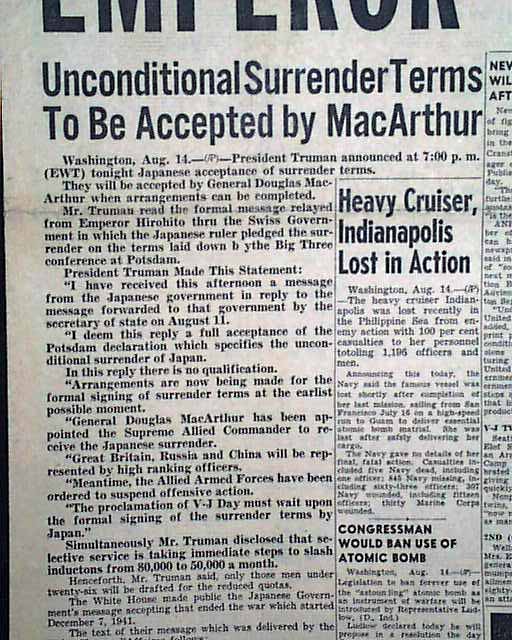 EMPEROR
Unconditional Surrender Terms
To Be Accepted by MacArthur
Washington, Aug. 14.—(AP)—President Truman announced at 7:00 p. m.
(EWT) tonight Japanese acceptance of surrender terms.
They will be accepted by General Douglas Mac-
Arthur when arrangements can be completed.
Mr. Truman read the formal message relayed
from Emperor Hirohito thru the Swiss Govern-
ment in which the Japanese ruler pledged the sur-
render on the terms laid down b ythe Big Three
conference at Potsdam.
President Truman Made This Statement:
"I have received this afternoon a message
from the Japanese government in reply to the
message forwarded to that government by the
secretary of state on August 11.
"I deem this reply a full acceptance of the
Potsdam declaration which specifies the uncon-
ditional surrender of Japan.
In this reply there is no qualification.
"Arrangements are now being made for the
formal signing of surrender terms at the earlist
possible moment.
"General Douglas MacArthur has been ap-
pointed the Supreme Allied Commander to re-
ceive the Japanese surrender.
"Great Britain, Russia and China will be rep-
resented by high ranking officers.
"Meantime, the Allied Armed Forces have been
ordered to suspend offensive action.
"The proclamation of V-J Day must wait upon
the formal signing of the surrender terms by
Japan."
Simultaneously Mr. Truman disclosed that se-
lective service is taking immediate steps to slash
inductons from 80,000 to 50,000 a month.
Henceforth, Mr. Truman said, only those men under
twenty-six will be drafted for the reduced quotas.
The White House made public the Japanese Govern-
ment's message accepting that ended the war which started
December 7, 1941.
The text of their message which was delivered by the
Heavy Cruiser,
Indianapolis
Lost in Action
Washington, Aug. 14.—(AP)
—The heavy cruiser Indian-
apolis was lost recently in
the Philippine Sea from en-
emy action with 100 per cent
casualties to her personnel
totoling 1,196 officers and
men.
Announcing this today, the
Navy said the famous vessel was
lost shortly after completion of
her last mission, sailing from San
Francisco July 16 on a high-speed
run to Guam to deliver essential
atomic bomb matrial. She was
last after safely delivering her
cargo.
The Navy gave no details of her
final, fatal action. Casualties in-
cluded five Navy dead, including
one officer; 845 Navy missing, in-
cluding sixty-three officers; 307
Navy wounded, including fifteen
officers; thirty Marine Corps
wounded.
CONGRESSMAN
WOULD BAN USE OF
ATOMIC BOMB
Washington, Aug. 14.—(AP)—
Legislation to ban forever use of
the "astounding" atomic bomb as
an instrument of warfare will be
introduced by Representative Lud-
low, (D., Ind.)
Ludlow declared today he will
propose in a resolution the day